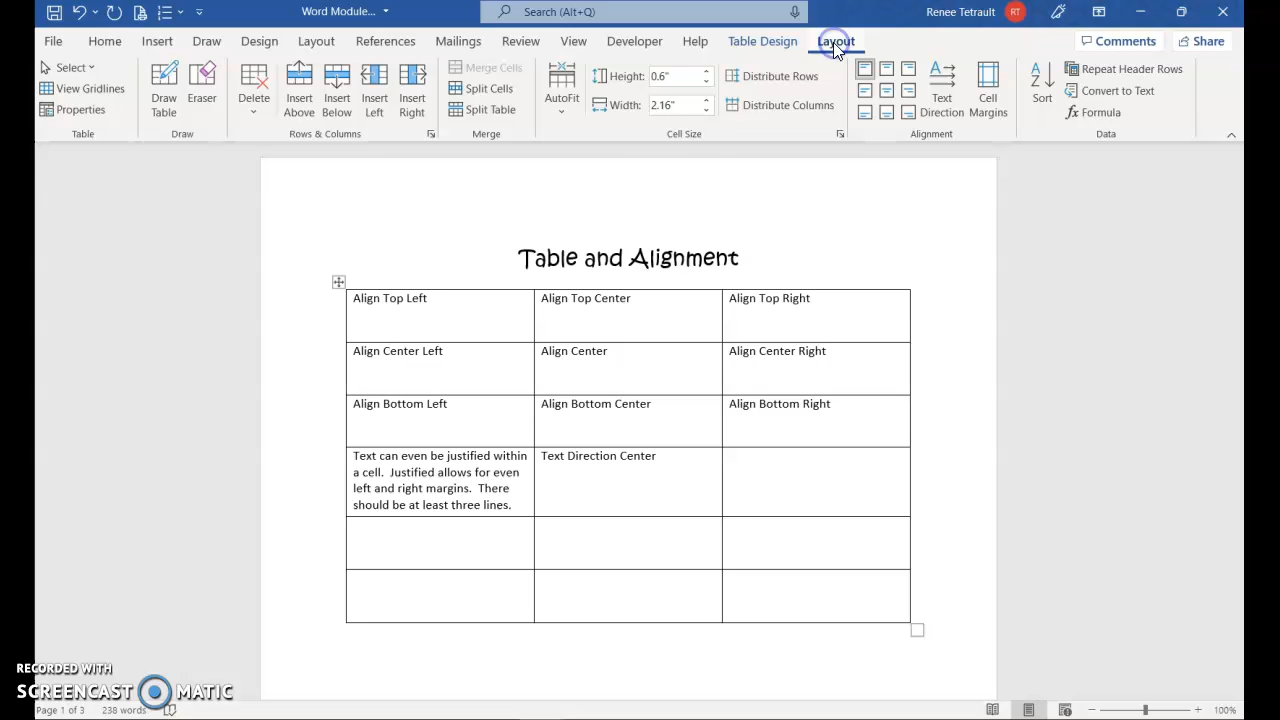 Word Module...
Search (Alt+Q)
Renee Tetrault
RT
File Home Insert Draw Design Layout References Mailings Review View Developer Help Table Design Layout Comments Share
Select
View Gridlines
Properties
Table
Draw Table
Eraser
Draw
Delete
Insert Above
Insert Below
Insert Left
Insert Right
Rows & Columns
Merge Cells
Split Cells
Split Table
Merge
AutoFit
Height: 0.6"
Width: 2.16"
Distribute Rows
Distribute Columns
Cell Size
Text Direction
Cell Margins
Alignment
Sort
Repeat Header Rows
Convert to Text
Formula
Data
Table and Alignment
Align Top Left Align Top Center Align Top Right
Align Center Left Align Center Align Center Right
Align Bottom Left Align Bottom Center Align Bottom Right
Text can even be justified within
a cell. Justified allows for even
left and right margins. There
should be at least three lines.
Text Direction Center
RECORDED WITH
SCREENCAST MATIC
Page 1 of 3 238 words
100%